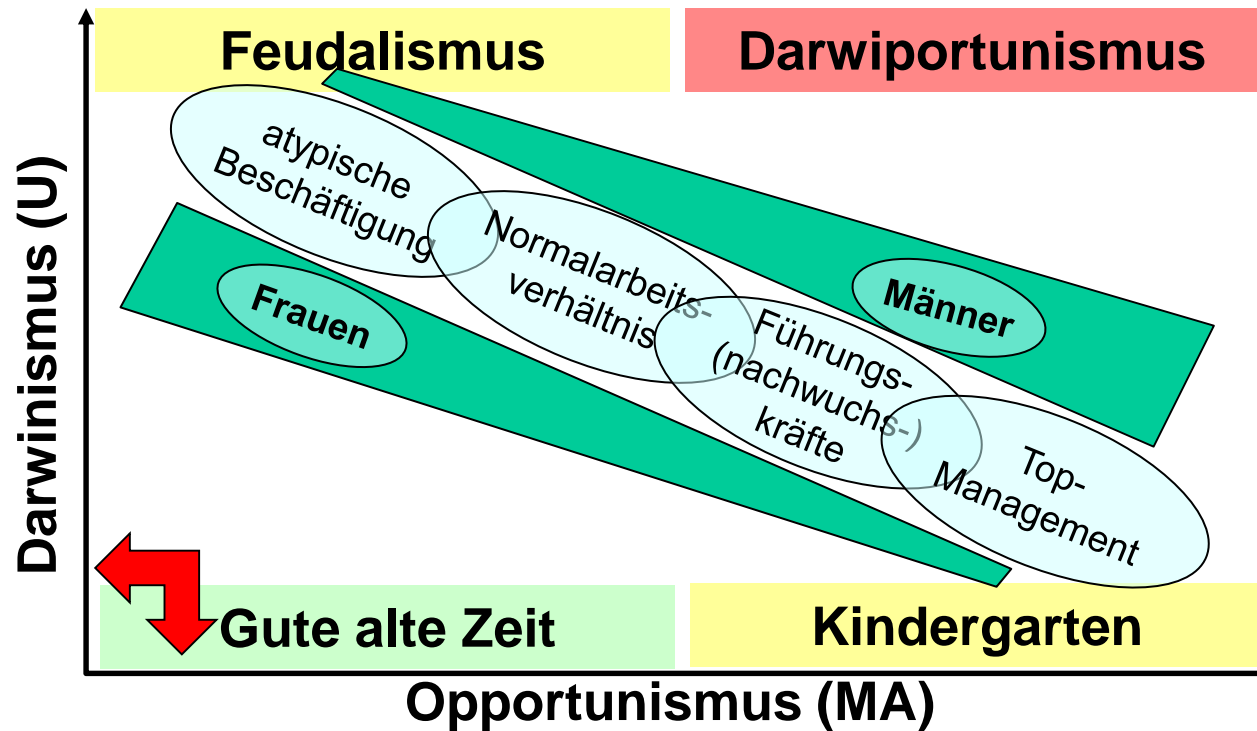 Feudalismus
Darwiportunismus
Darwinismus (U)
atypische
Beschäftigung
Normalarbeits-
verhältnis
Frauen
Männer
Führungs-
(nachwuchs-)
kräfte
Top-
Management
Gute alte Zeit
Kindergarten
Opportunismus (MA)